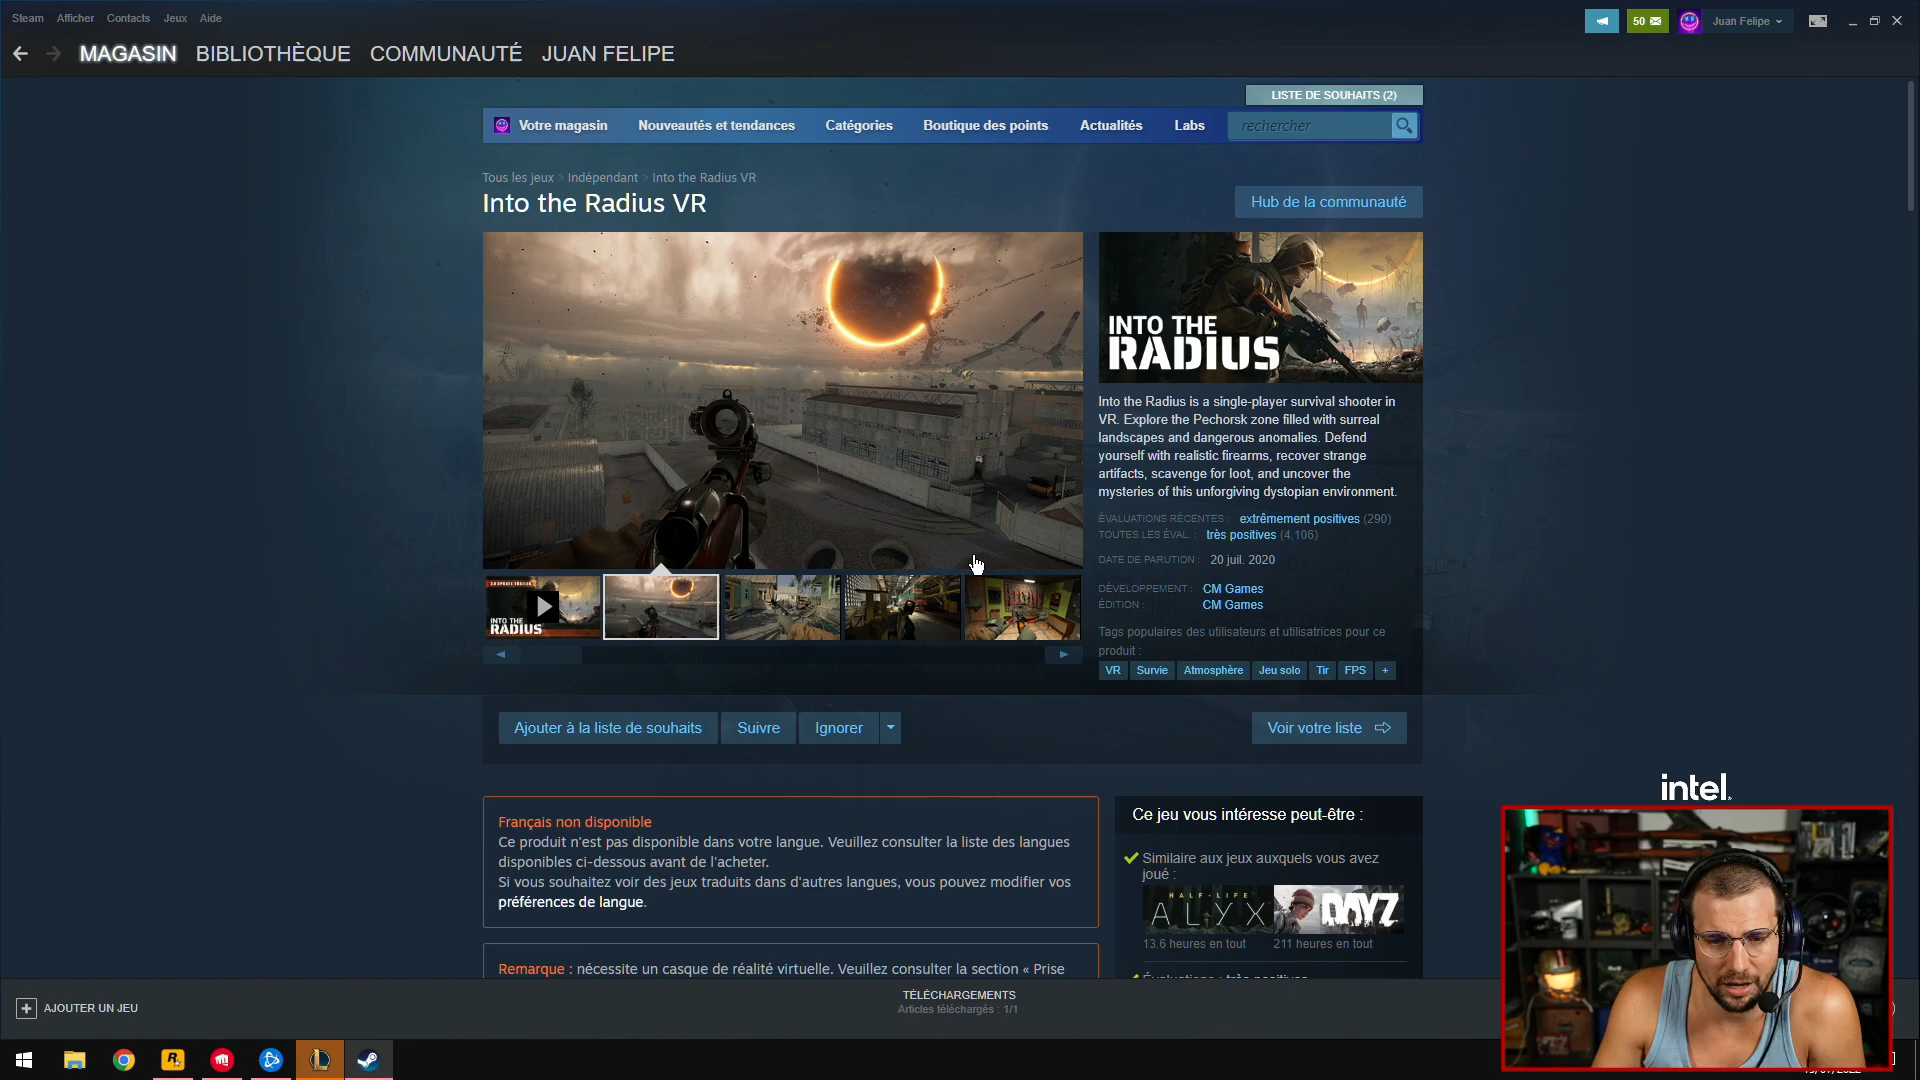 Steam Afficher Contacts Jeux Aide
50
Juan Felipe
MAGASIN BIBLIOTHÈQUE COMMUNAUTÉ JUAN FELIPE
LISTE DE SOUHAITS (2)
Votre magasin Nouveautés et tendances Catégories Boutique des points Actualités Labs rechercher
Tous les jeux > Indépendant > Into the Radius VR
Into the Radius VR
Hub de la communauté
INTO THE
RADIUS
Into the Radius is a single-player survival shooter in
VR. Explore the Pechorsk zone filled with surreal
landscapes and dangerous anomalies. Defend
yourself with realistic firearms, recover strange
artifacts, scavenge for loot, and uncover the
mysteries of this unforgiving dystopian environment.
ÉVALUATIONS RÉCENTES : extrêmement positives (290)
TOUTES LES ÉVAL. : très positives (4,106)
DATE DE PARUTION : 20 juil. 2020
DÉVELOPPEMENT : CM Games
ÉDITION : CM Games
Tags populaires des utilisateurs et utilisatrices pour ce
produit :
VR Survie Atmosphère Jeu solo Tir FPS +
2.0 UPDATE TRAILER
INTO THE
RADIUS
Ajouter à la liste de souhaits Suivre Ignorer
Voir votre liste
Français non disponible
Ce produit n'est pas disponible dans votre langue. Veuillez consulter la liste des langues
disponibles ci-dessous avant de l'acheter.
Si vous souhaitez voir des jeux traduits dans d'autres langues, vous pouvez modifier vos
préférences de langue.
Remarque : nécessite un casque de réalité virtuelle. Veuillez consulter la section « Prise
Ce jeu vous intéresse peut-être :
Similaire aux jeux auxquels vous avez
joué :
HALF-LIFE
ALYX
DAYZ
13.6 heures en tout 211 heures en tout
Évaluations : très positives
intel.
AJOUTER UN JEU
TÉLÉCHARGEMENTS
Articles téléchargés : 1/1